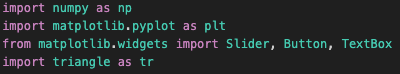 import numpy as np
import matplotlib.pyplot as plt
from matplotlib.widgets import Slider, Button, TextBox
import triangle as tr